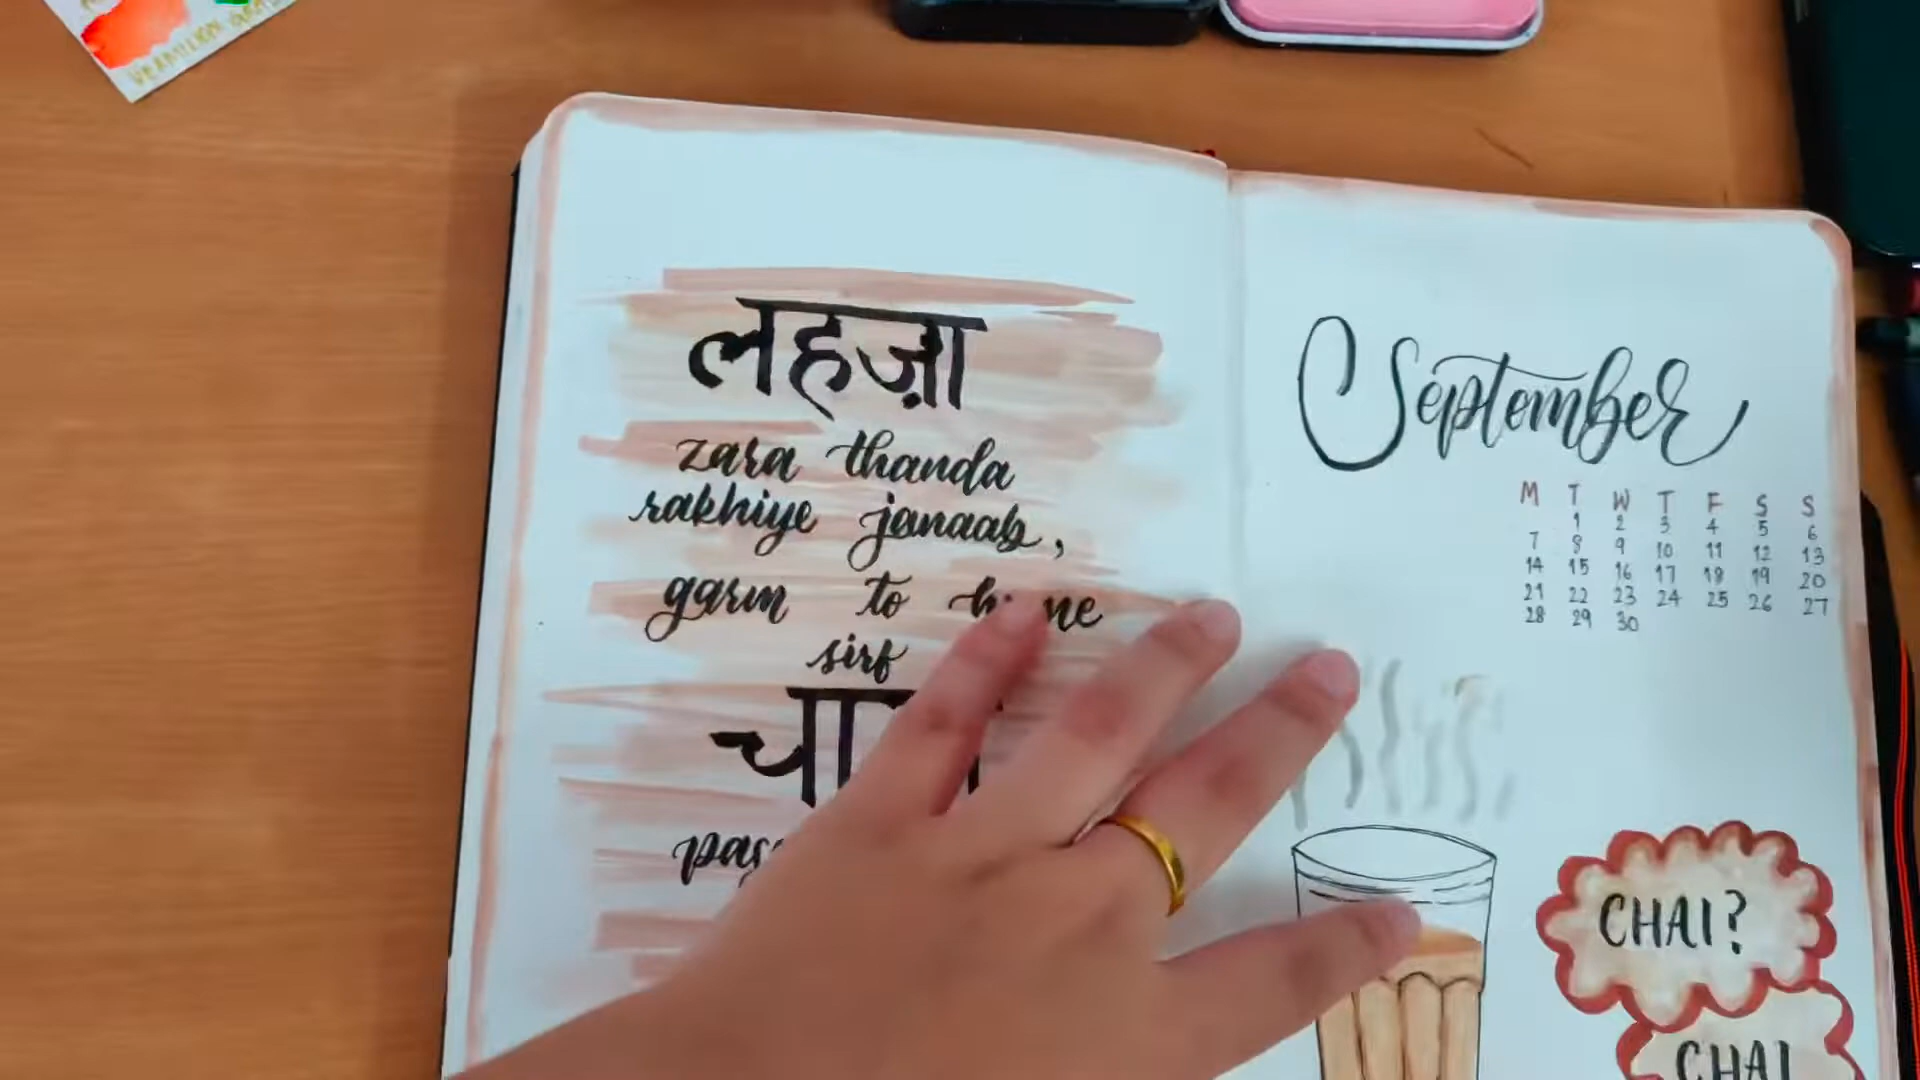 लहज़ा
zara thanda
rakhiye janaab,
garm to
sirf
September
M T W T F S S
1 2 3 4 5 6
7 8 9 10 11 12 13
14 15 16 17 18 19 20
21 22 23 24 25 26 27
28 29 30
CHAI?
CHAI